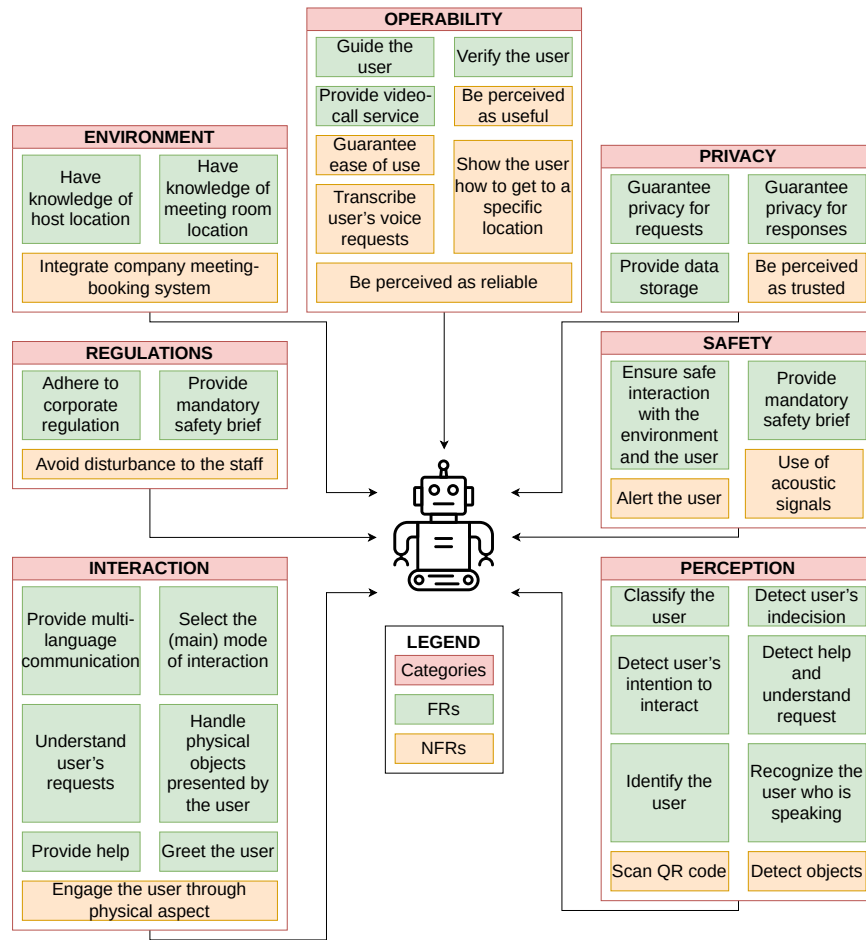 OPERABILITY
Guide the
user
Verify the user
Provide video-
call service
Be perceived
as useful
Guarantee
ease of use
Show the user
how to get to a
specific
location
Transcribe
user's voice
requests
Be perceived as reliable
ENVIRONMENT
Have
knowledge of
host location
Have
knowledge of
meeting room
location
Integrate company meeting-
booking system
PRIVACY
Guarantee
privacy for
requests
Guarantee
privacy for
responses
Provide data
storage
Be perceived
as trusted
REGULATIONS
Adhere to
corporate
regulation
Provide
mandatory
safety brief
Avoid disturbance to the staff
SAFETY
Ensure safe
interaction
with the
environment
and the user
Provide
mandatory
safety brief
Alert the user
Use of
acoustic
signals
INTERACTION
Provide multi-
language
communication
Select the
(main) mode
of interaction
Understand
user's
requests
Handle
physical
objects
presented by
the user
Provide help
Greet the user
Engage the user through
physical aspect
LEGEND
Categories
FRs
NFRs
PERCEPTION
Classify the
user
Detect user's
indecision
Detect user's
intention to
interact
Detect help
and
understand
request
Identify the
user
Recognize the
user who is
speaking
Scan QR code
Detect objects